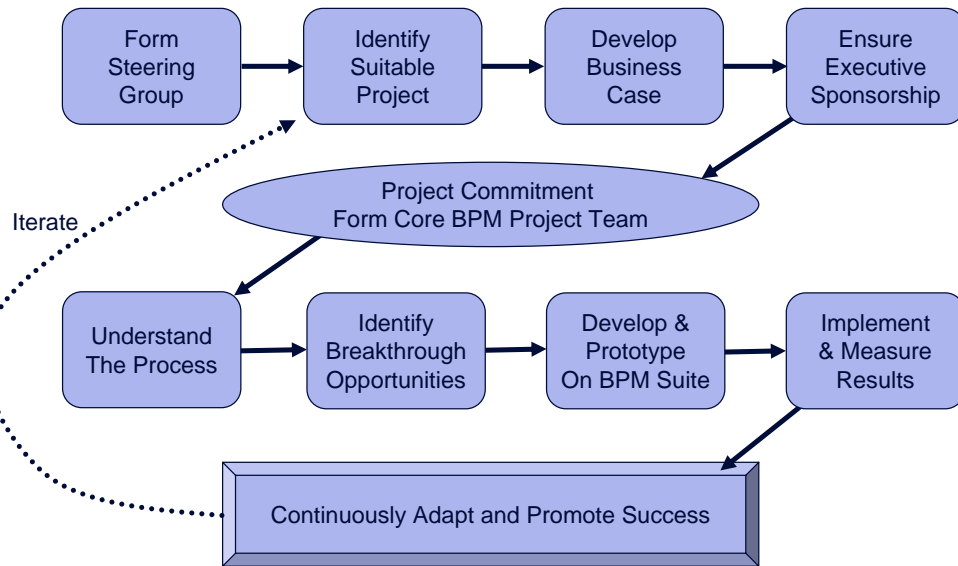 Form
Steering
Group
Identify
Suitable
Project
Develop
Business
Case
Ensure
Executive
Sponsorship
Project Commitment
Form Core BPM Project Team
Iterate
Understand
The Process
Identify
Breakthrough
Opportunities
Develop &
Prototype
On BPM Suite
Implement
& Measure
Results
Continuously Adapt and Promote Success